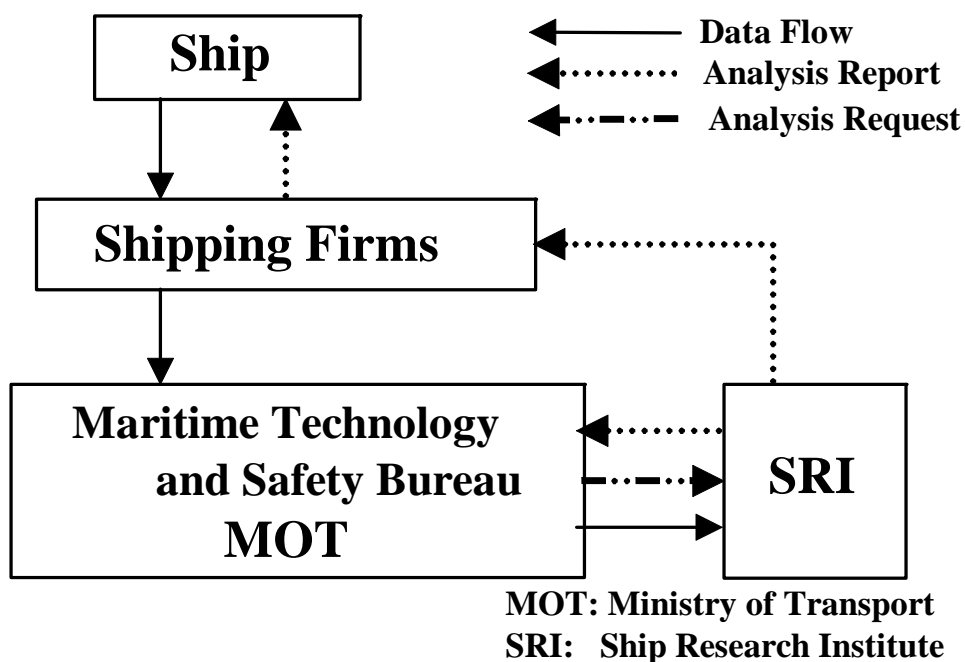 Ship
Data Flow
Analysis Report
Analysis Request
Shipping Firms
Maritime Technology
and Safety Bureau
MOT
SRI
MOT: Ministry of Transport
SRI: Ship Research Institute